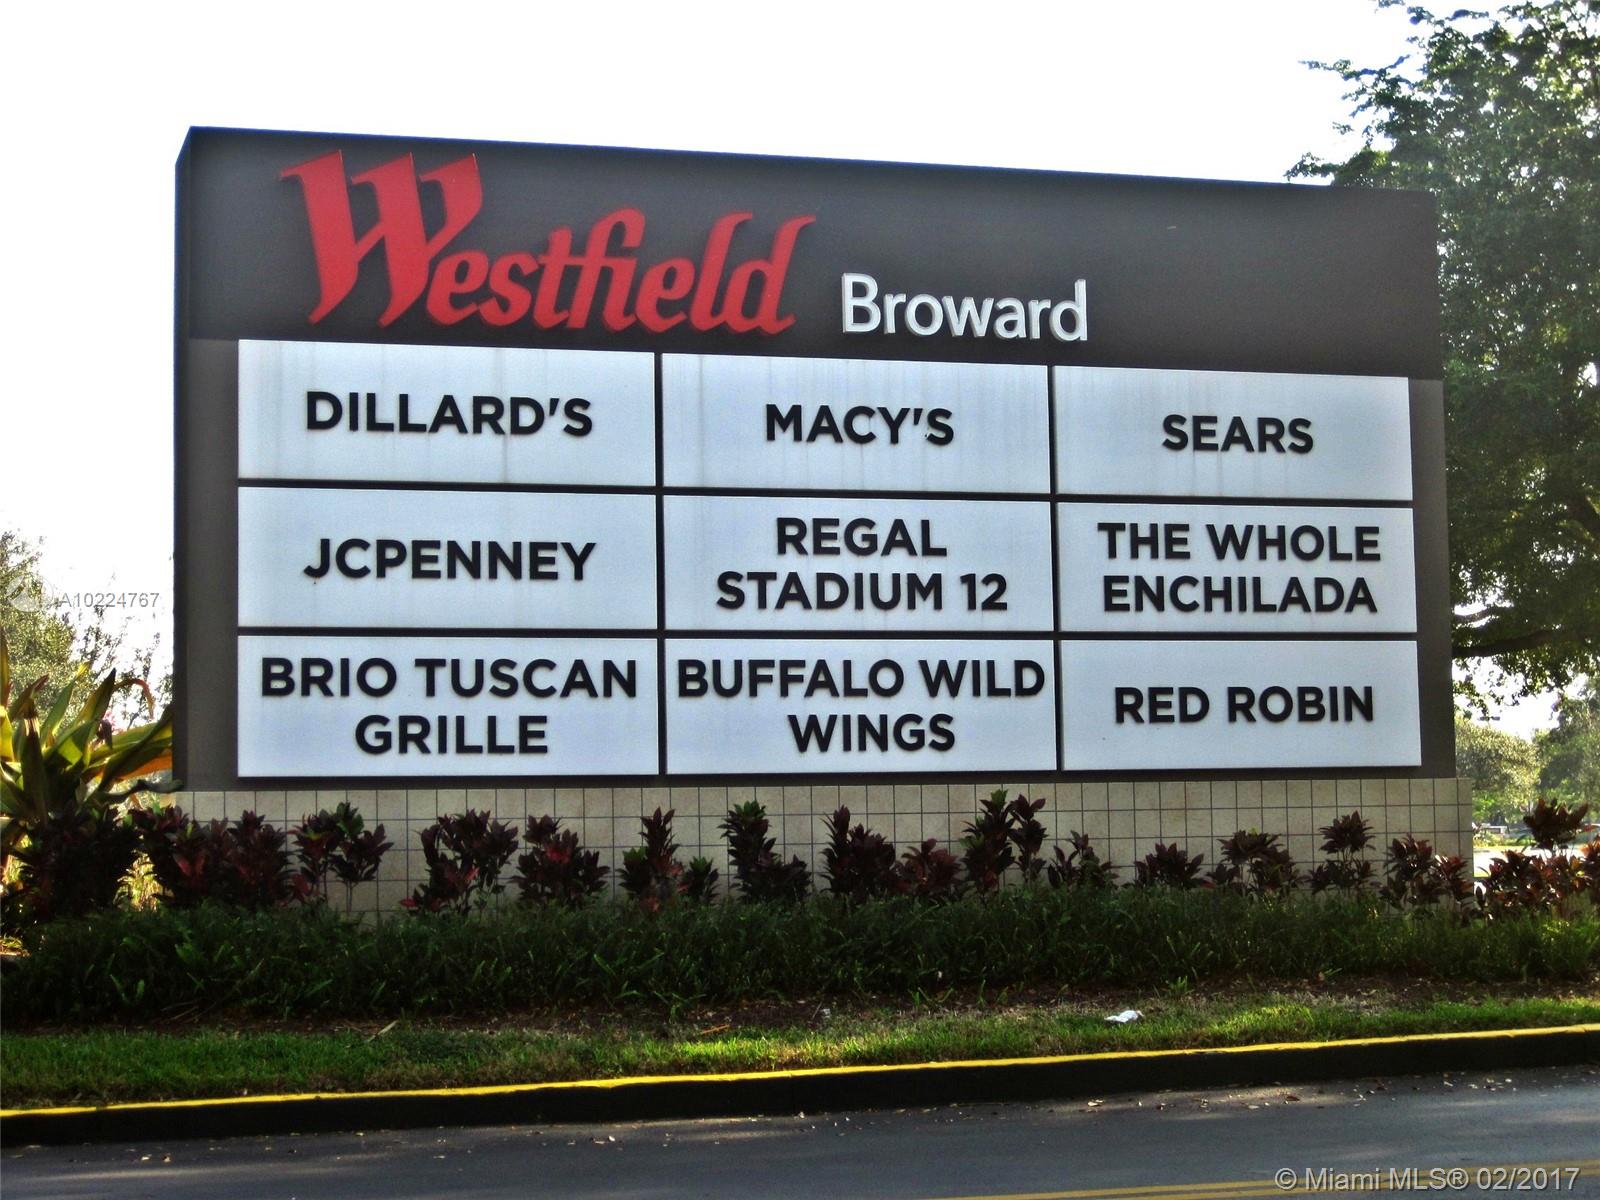 Westfield Broward
DILLARD'S
MACY'S
SEARS
JCPENNEY
REGAL
STADIUM 12
THE WHOLE
ENCHILADA
BRIO TUSCAN
GRILLE
BUFFALO WILD
WINGS
RED ROBIN
A10224767
© Miami MLS® 02/2017